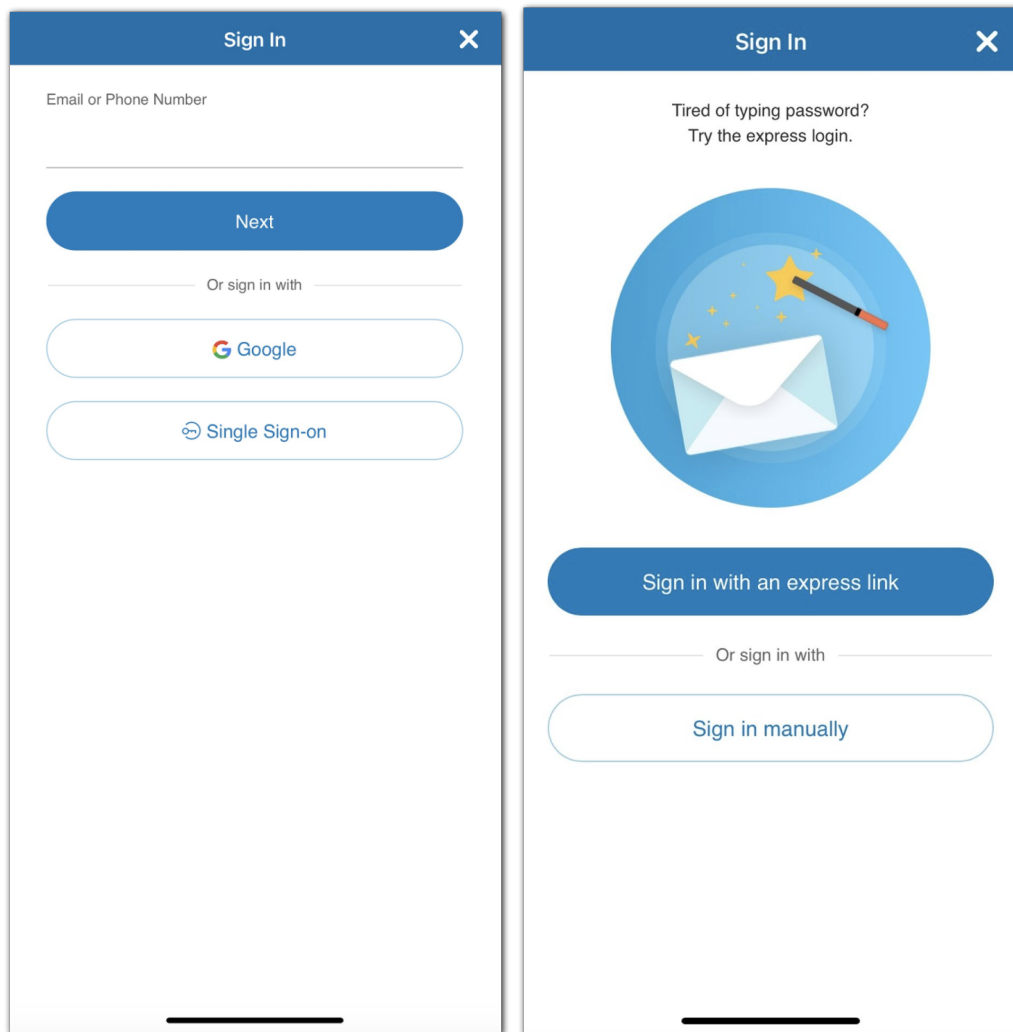 Sign In
Email or Phone Number
Next
Or sign in with
Google
Single Sign-on
Sign In
Tired of typing password?
Try the express login.
Sign in with an express link
Or sign in with
Sign in manually